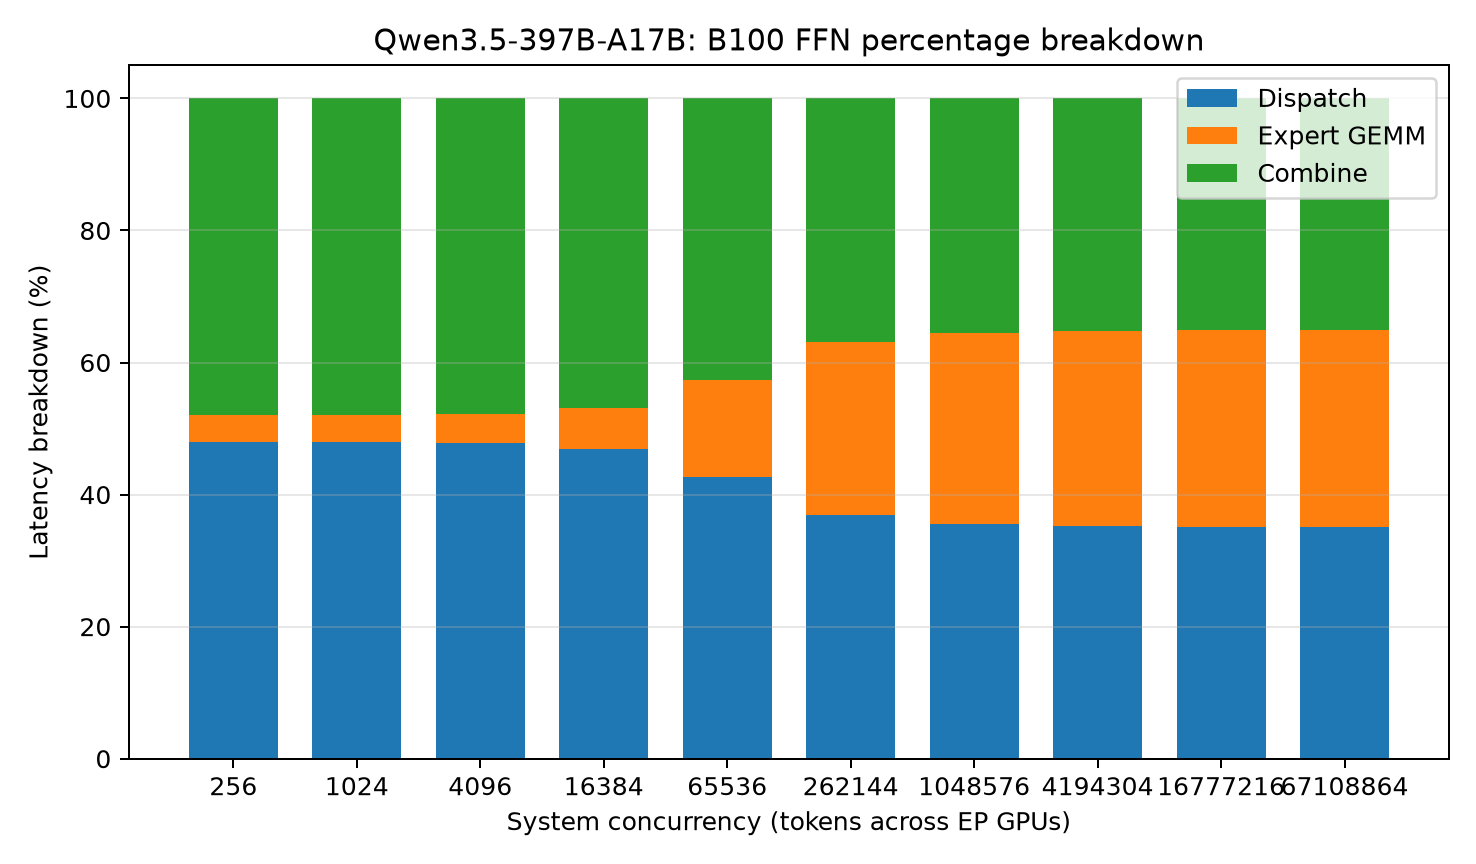 Qwen3.5-397B-A17B: B100 FFN percentage breakdown
Dispatch
Expert GEMM
Combine
Latency breakdown (%)
100
80
60
40
20
0
256 1024 4096 16384 65536 262144 1048576 4194304 16777216 67108864
System concurrency (tokens across EP GPUs)